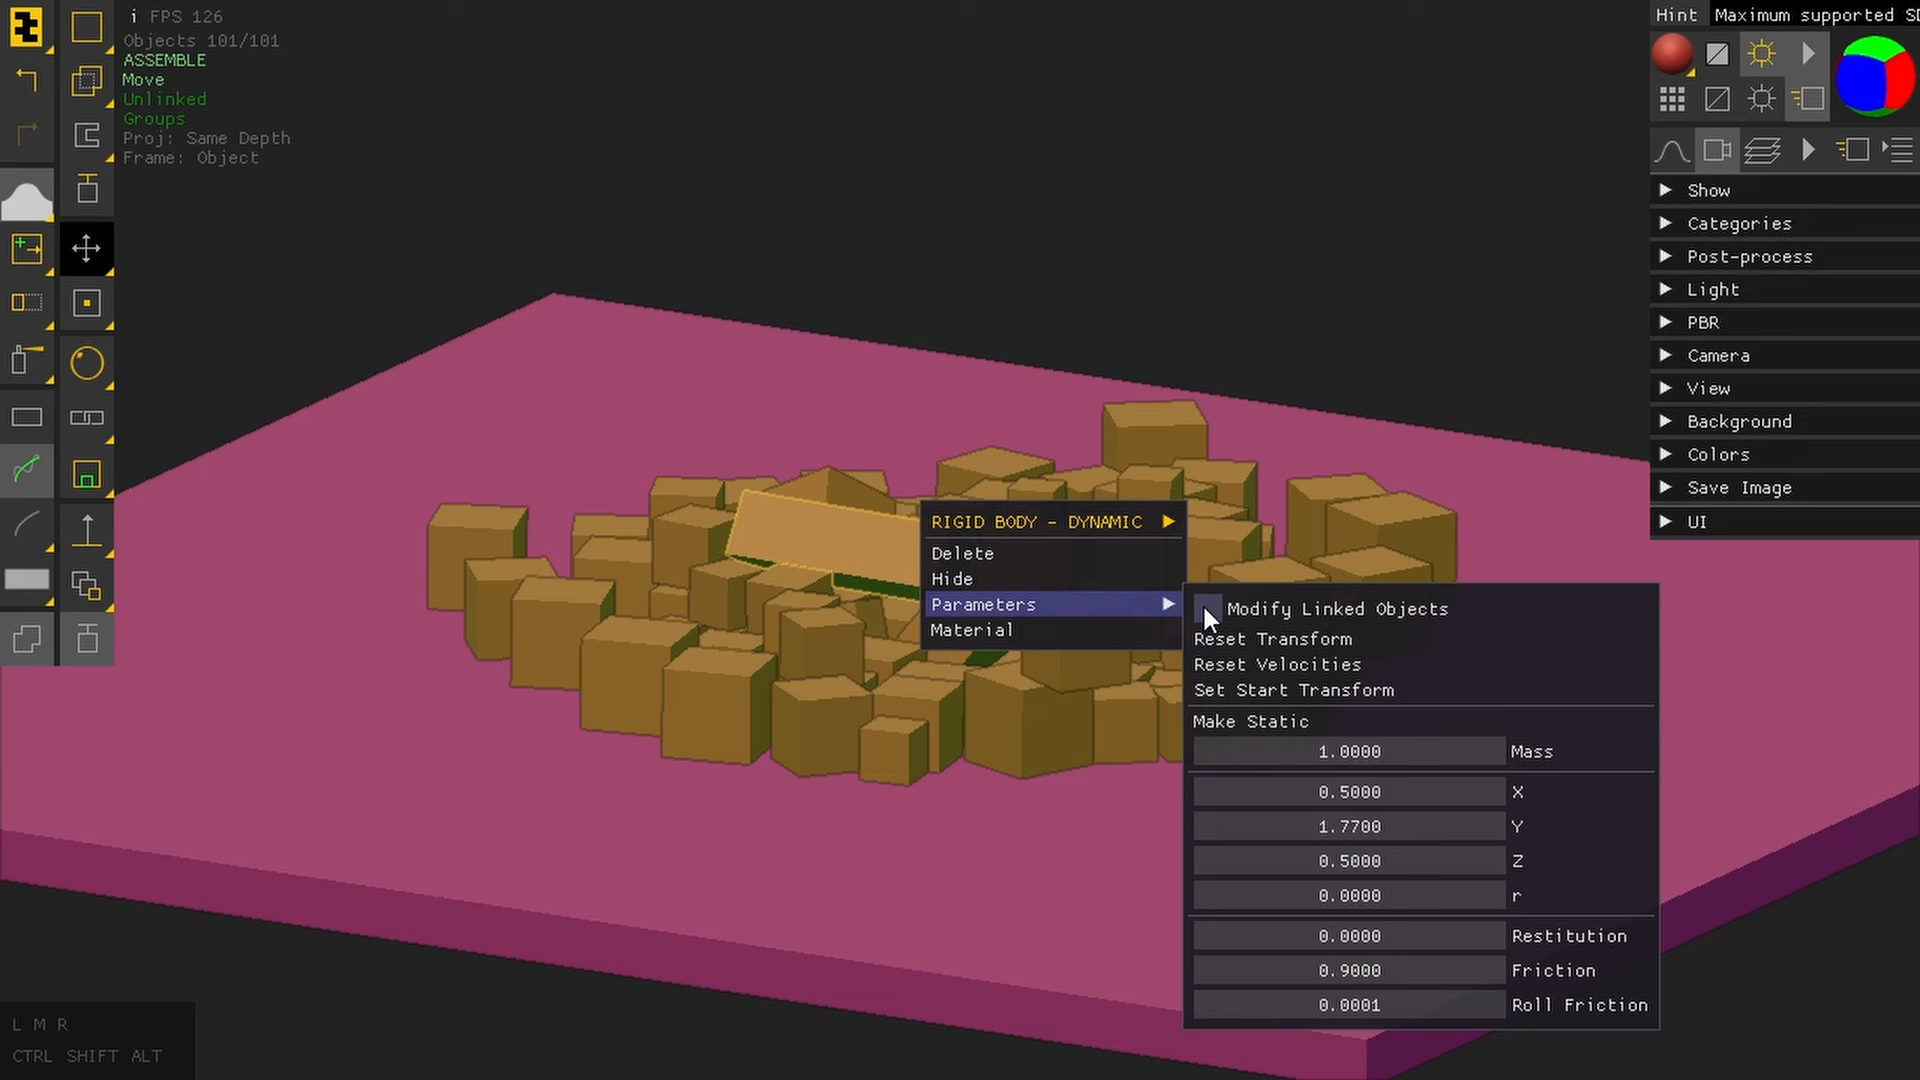 i FPS 126
Objects 101/101
ASSEMBLE
Move
Unlinked
Groups
Proj: Same Depth
Frame: Object
Hint Maximum supported SD
Show
Categories
Post-process
Light
PBR
Camera
View
Background
Colors
Save Image
UI
RIGID BODY - DYNAMIC
Delete
Hide
Parameters
Material
Modify Linked Objects
Reset Transform
Reset Velocities
Set Start Transform
Make Static
1.0000 Mass
0.5000 X
1.7700 Y
0.5000 Z
0.0000 r
0.0000 Restitution
0.9000 Friction
0.0001 Roll Friction
L M R
CTRL SHIFT ALT